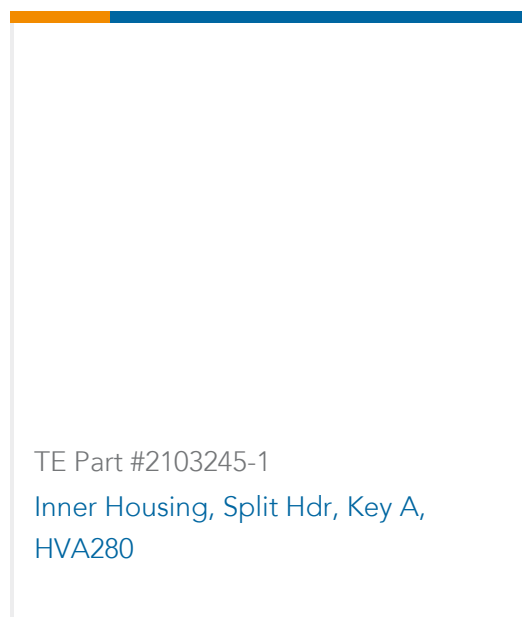 TE Part #2103245-1
Inner Housing, Split Hdr, Key A,
HVA280